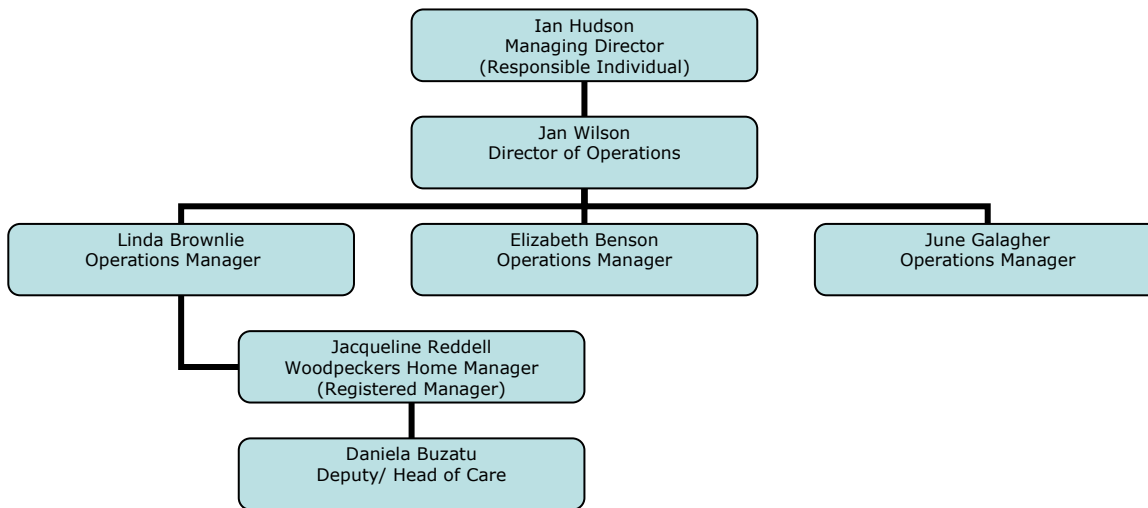 Ian Hudson
Managing Director
(Responsible Individual)
Jan Wilson
Director of Operations
Linda Brownlie
Operations Manager
Elizabeth Benson
Operations Manager
June Galagher
Operations Manager
Jacqueline Reddell
Woodpeckers Home Manager
(Registered Manager)
Daniela Buzatu
Deputy/ Head of Care